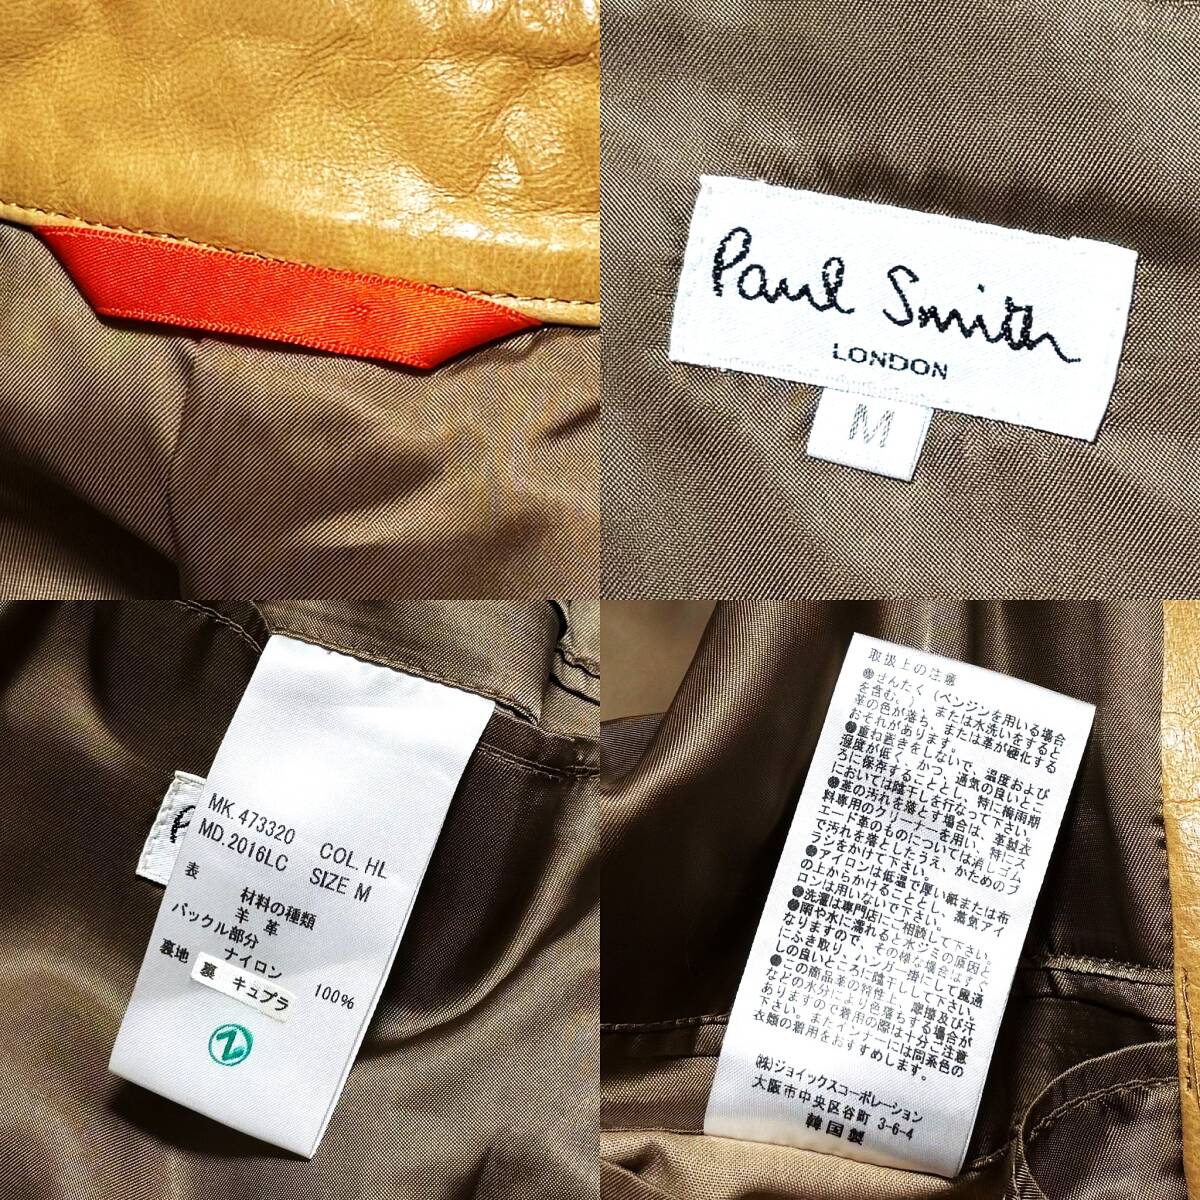 Paul Smith
LONDON
M
MK.473320 COL.HL
MD.2016LC SIZE M
表 材料の種類
羊 革
バックル部分
ナイロン
裏地 裏 キュプラ 100%
取扱上の注意
●せんたく(ベンジンを用いる場合
を含む。)、または水洗いをすると
革の色が落ち、または革が硬化する
おそれがあります。
●重ね置きをしないで、温度および
湿度が低く、かつ、通気の良いとこ
ろに保存することとし、特に梅雨期
においては陰干しを行なって下さい。
●革の汚れを落とす場合は、革製衣
料専用のクリーナーを用い、特にス
エード革のものについては消しゴム
で汚れを落としたうえ、かためのブ
ラシをかけて下さい。
●アイロンは低温で厚い紙または布
の上からかけることとし、蒸気アイ
ロンは用いないで下さい。
●洗濯は専門店に相談して下さい。
●雨や水に濡れると水シミの原因と
なりますので、その様な場合はすぐ
にふき取り、ハンガー掛にして風通
しの良いところに陰干しして下さい。
●この商品革の特性上、摩擦及び汗
などの水分により色落ちする場合が
ありますので着用の際は十分ご注意
下さい。またインナーには同系色の
衣類の着用をおすすめします。
(株)ジョイックスコーポレーション
大阪市中央区谷町 3-6-4
韓国製